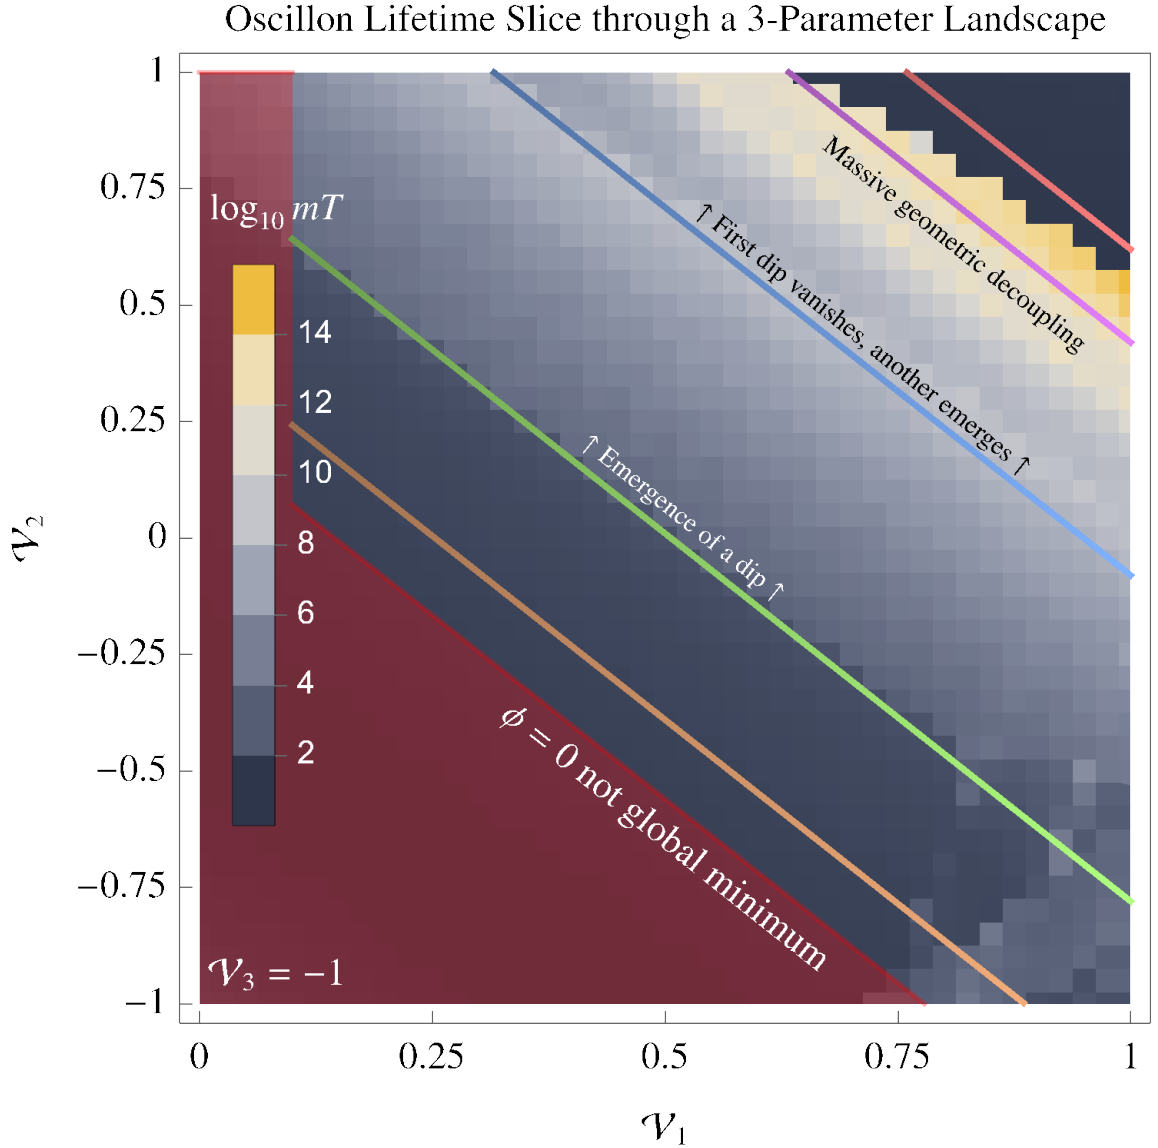 Oscillon Lifetime Slice through a 3-Parameter Landscape
1
0.75
0.5
0.25
0
−0.25
−0.5
−0.75
−1
𝒱₂
log₁₀ mT
14
12
10
8
6
4
2
Massive geometric decoupling
↑ First dip vanishes, another emerges ↑
↑ Emergence of a dip ↑
ϕ = 0 not global minimum
𝒱₃ = −1
0
0.25
0.5
0.75
1
𝒱₁